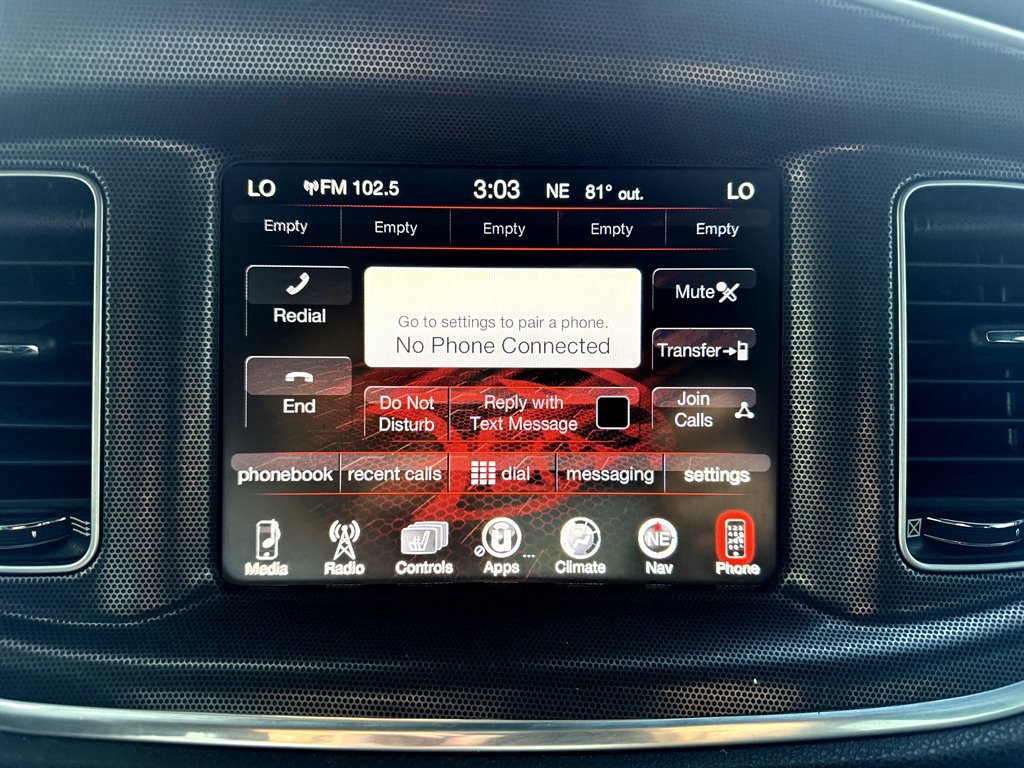 LO FM 102.5 3:03 NE 81° out. LO
Empty Empty Empty Empty Empty
Redial
Go to settings to pair a phone.
No Phone Connected
Mute
Transfer
End
Do Not
Disturb
Reply with
Text Message
Join
Calls
phonebook recent calls dial messaging settings
NE
Media Radio Controls Apps ... Climate Nav Phone